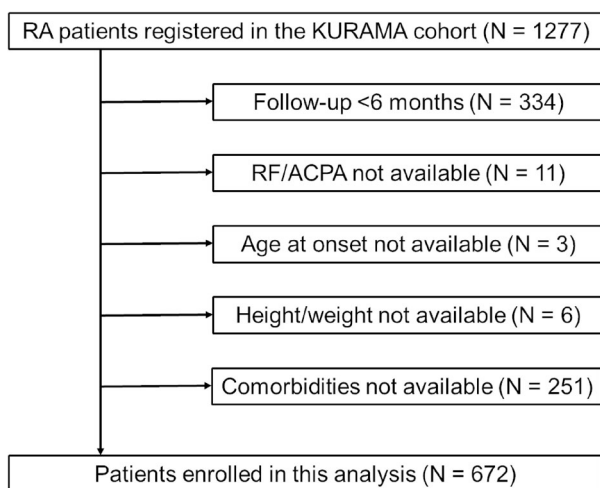 RA patients registered in the KURAMA cohort (N = 1277)
Follow-up <6 months (N = 334)
RF/ACPA not available (N = 11)
Age at onset not available (N = 3)
Height/weight not available (N = 6)
Comorbidities not available (N = 251)
Patients enrolled in this analysis (N = 672)